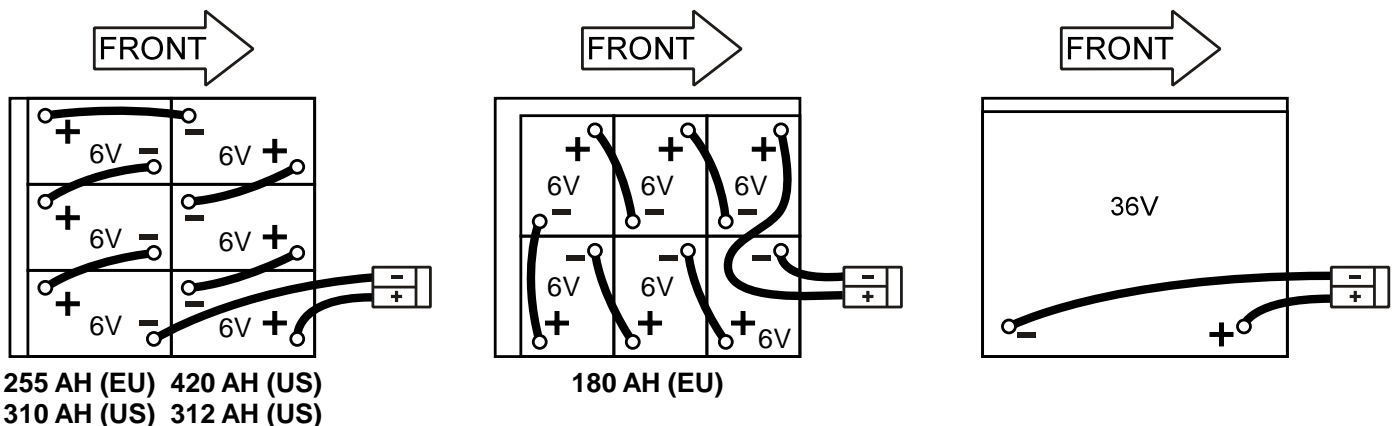 FRONT
+ -
6V - 6V +
+ -
6V - 6V +
+ -
6V - 6V +
-
+
255 AH (EU) 420 AH (US)
310 AH (US) 312 AH (US)
FRONT
+ + +
6V 6V 6V
- - -
- - -
6V 6V
+ + + 6V
-
+
180 AH (EU)
FRONT
36V
-
+
- +